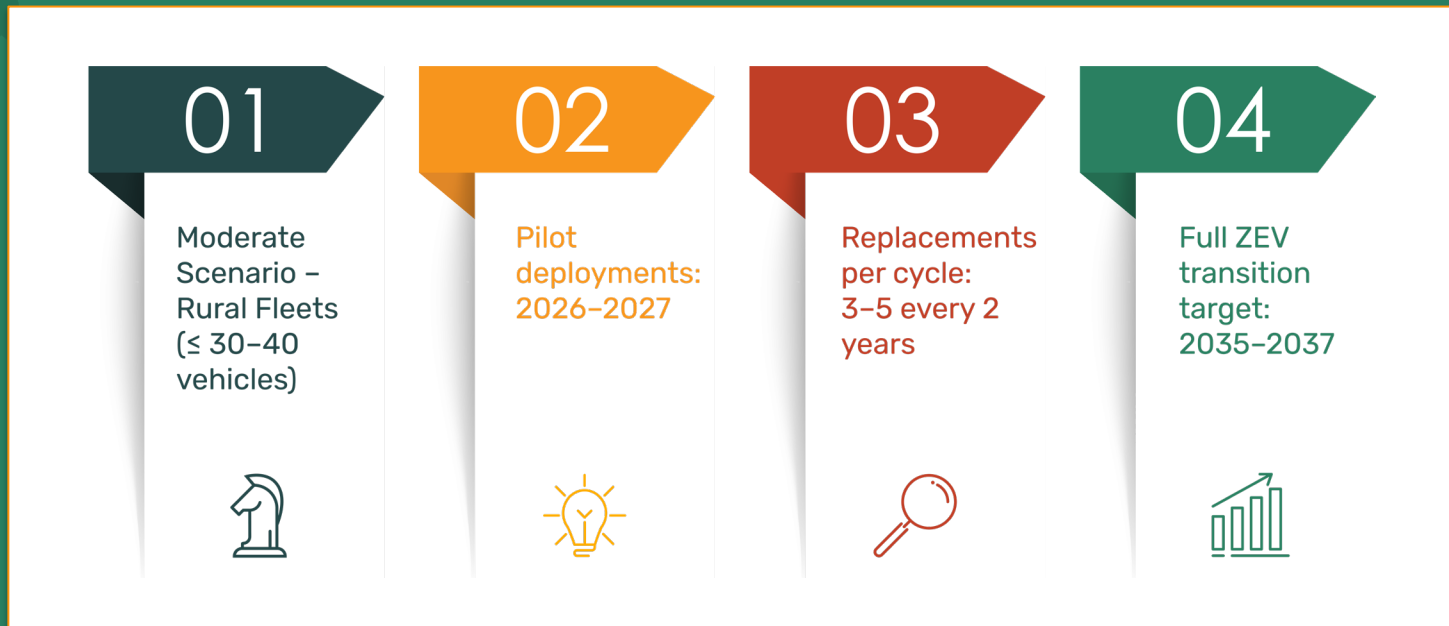 01
Moderate
Scenario –
Rural Fleets
(≤ 30–40
vehicles)
02
Pilot
deployments:
2026–2027
03
Replacements
per cycle:
3–5 every 2
years
04
Full ZEV
transition
target:
2035–2037